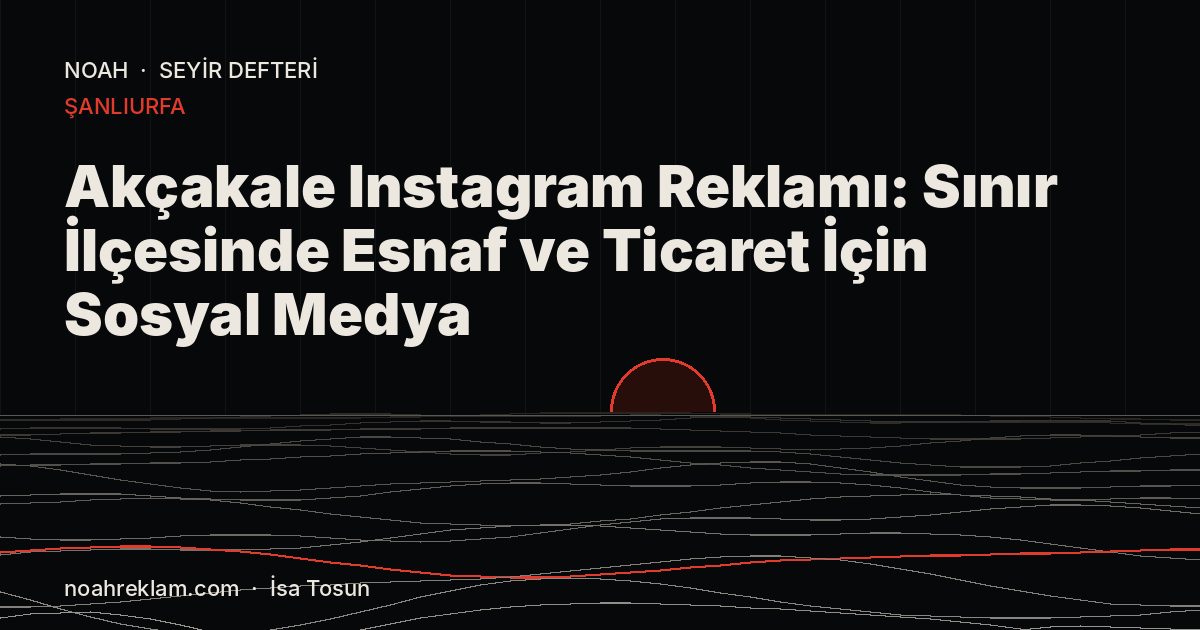 NOAH · SEYİR DEFTERİ
ŞANLIURFA
Akçakale Instagram Reklamı: Sınır
İlçesinde Esnaf ve Ticaret İçin
Sosyal Medya
noahreklam.com · İsa Tosun